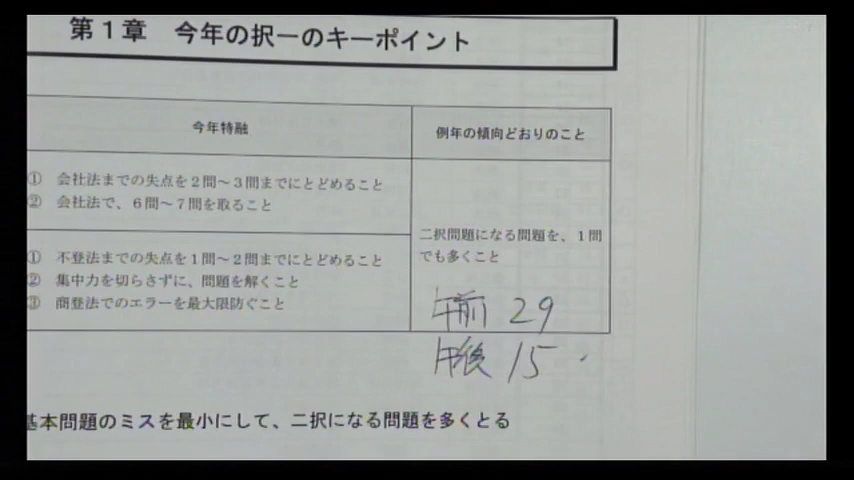 第１章　今年の択一のキーポイント
今年特融
例年の傾向どおりのこと
①　会社法までの失点を２問～３問までにとどめること
②　会社法で、６問～７問を取ること
二択問題になる問題を、１問
でも多くこと
①　不登法までの失点を１問～２問までにとどめること
②　集中力を切らさずに、問題を解くこと
③　商登法でのエラーを最大限防ぐこと
午前 29
午後 15
基本問題のミスを最小にして、二択になる問題を多くとる